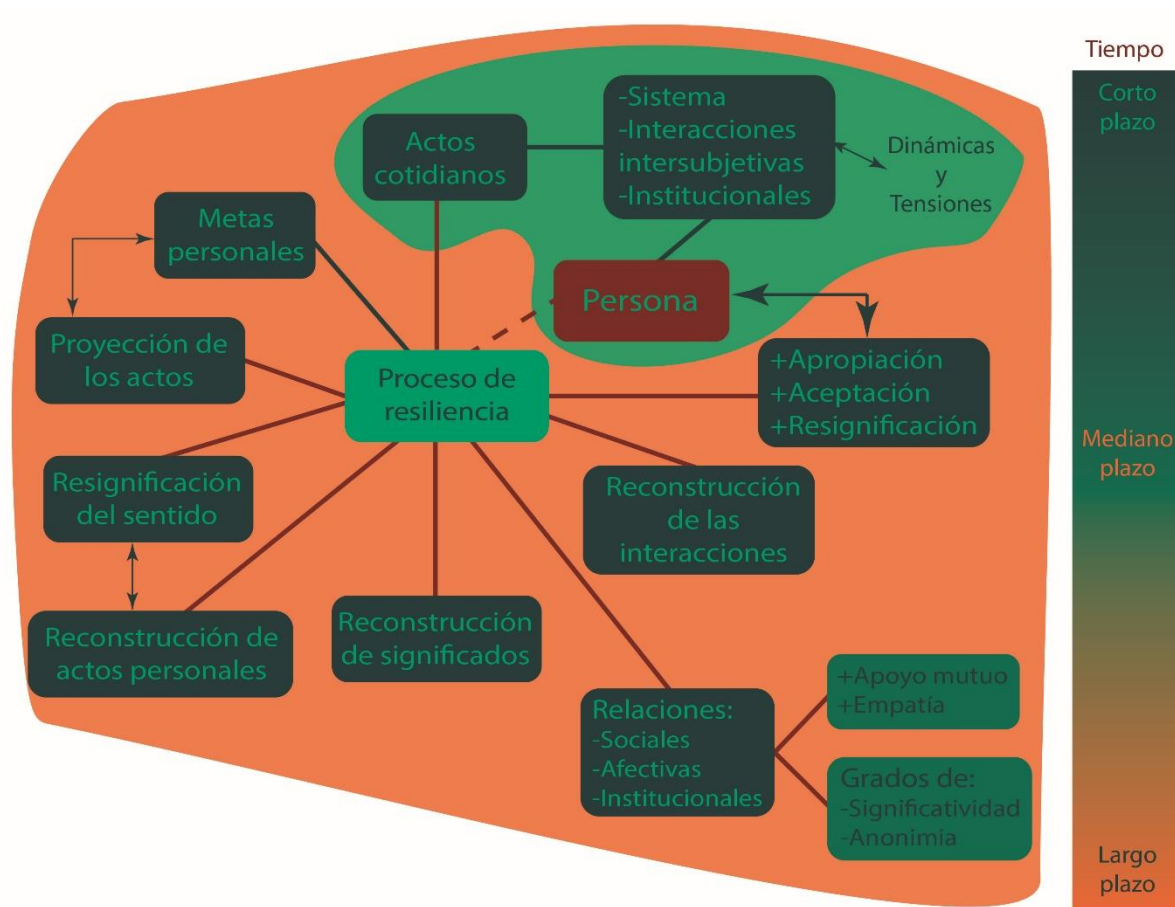 Tiempo
Corto
plazo
Mediano
plazo
Largo
plazo
-Sistema
-Interacciones
intersubjetivas
-Institucionales
Actos
cotidianos
Dinámicas
y
Tensiones
Metas
personales
Persona
Proyección de
los actos
Proceso de
resiliencia
+Apropiación
+Aceptación
+Resignificación
Resignificación
del sentido
Reconstrucción
de las
interacciones
Reconstrucción de
actos personales
Reconstrucción
de significados
Relaciones:
-Sociales
-Afectivas
-Institucionales
+Apoyo mutuo
+Empatía
Grados de:
-Significatividad
-Anonimia